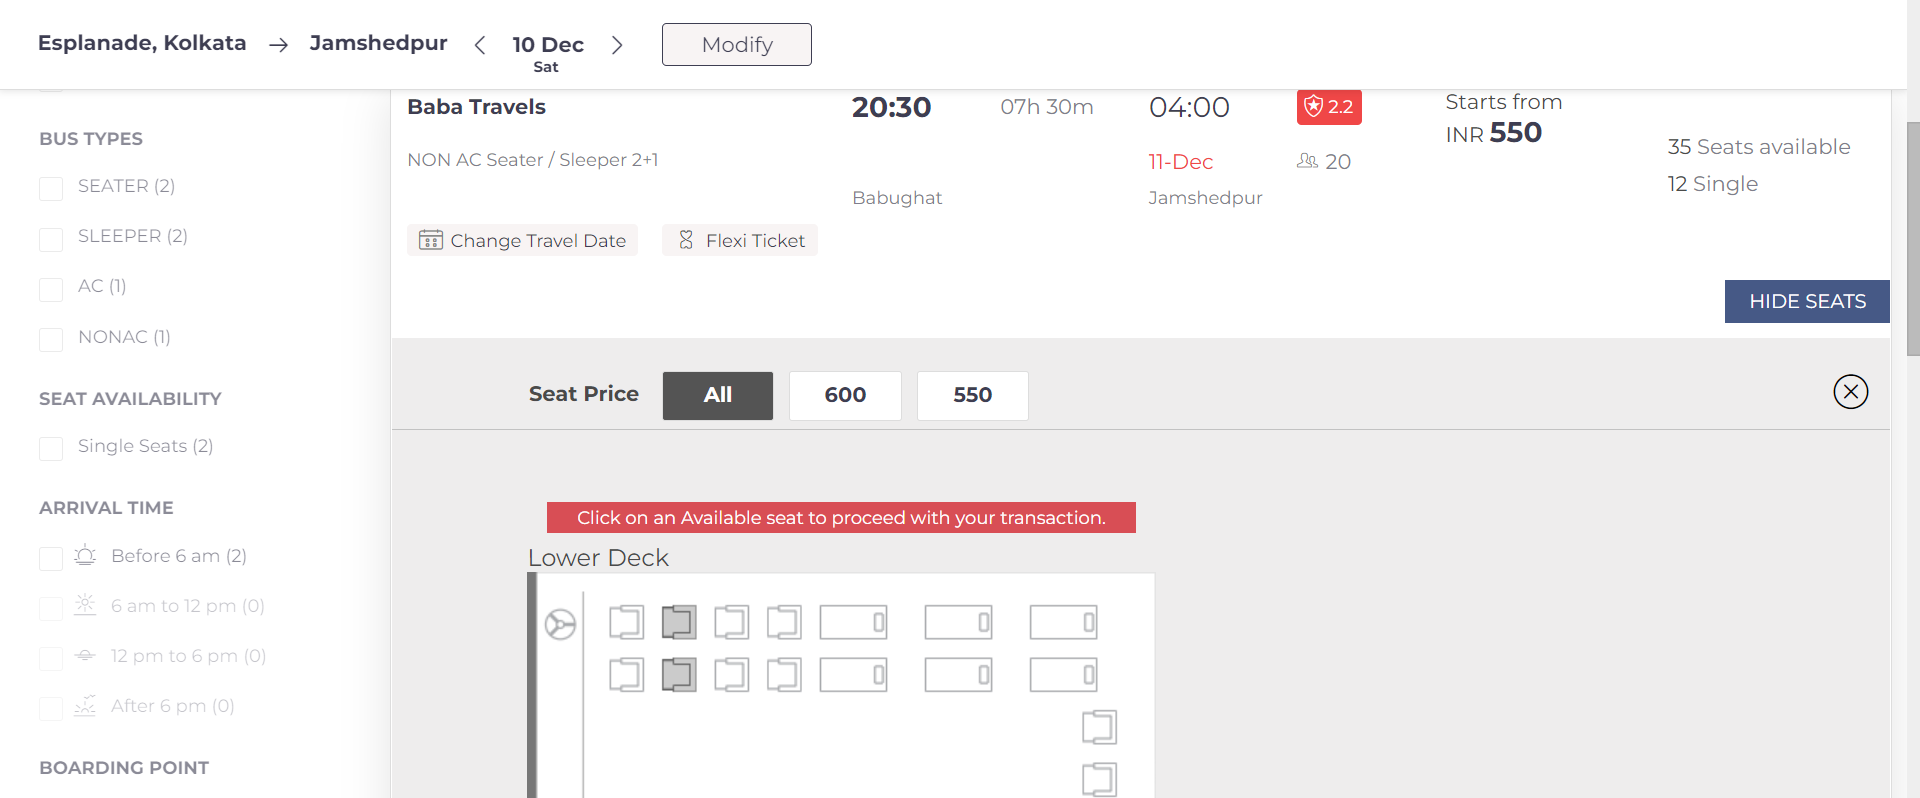 Esplanade, Kolkata → Jamshedpur < 10 Dec > Modify
Sat
BUS TYPES
SEATER (2)
SLEEPER (2)
AC (1)
NONAC (1)
SEAT AVAILABILITY
Single Seats (2)
ARRIVAL TIME
Before 6 am (2)
6 am to 12 pm (0)
12 pm to 6 pm (0)
After 6 pm (0)
BOARDING POINT
Baba Travels 20:30 07h 30m 04:00 2.2 Starts from
INR 550
NON AC Seater / Sleeper 2+1 11-Dec 20 35 Seats available
12 Single
Babughat Jamshedpur
Change Travel Date Flexi Ticket
HIDE SEATS
Seat Price All 600 550
Click on an Available seat to proceed with your transaction.
Lower Deck